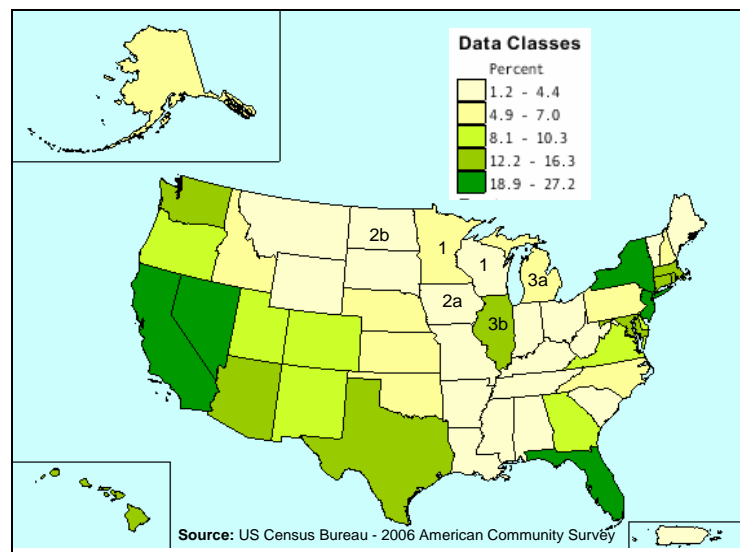 Data Classes
Percent
1.2 - 4.4
4.9 - 7.0
8.1 - 10.3
12.2 - 16.3
18.9 - 27.2
2b
1
1
3a
2a
3b
Source: US Census Bureau - 2006 American Community Survey